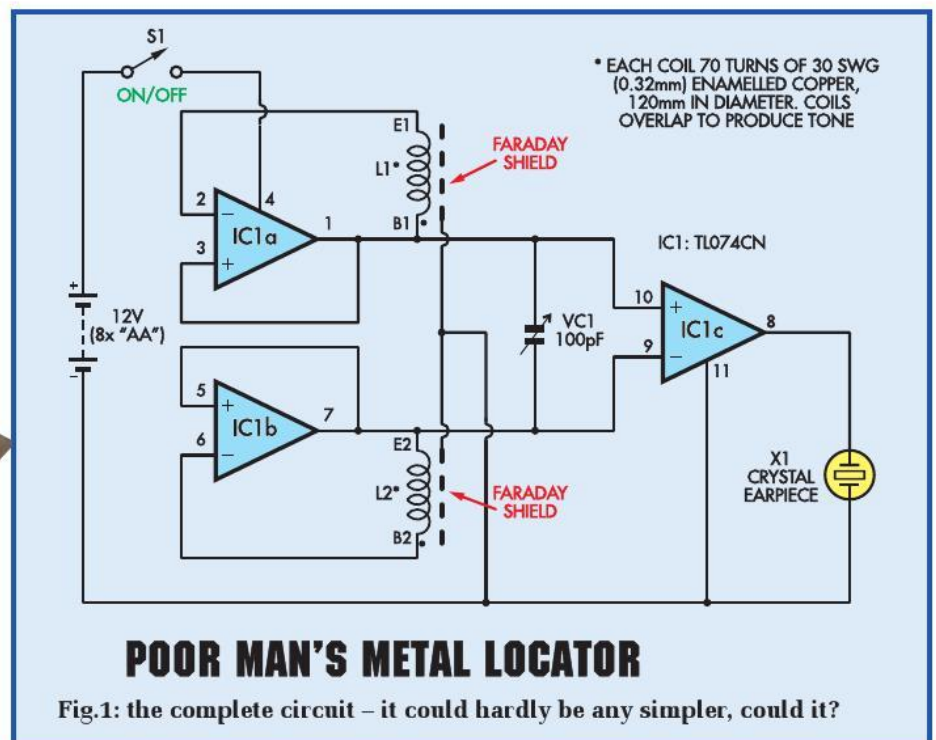 S1
ON/OFF
* EACH COIL 70 TURNS OF 30 SWG
(0.32mm) ENAMELLED COPPER,
120mm IN DIAMETER. COILS
OVERLAP TO PRODUCE TONE
E1
L1*
B1
FARADAY
SHIELD
2
−
4
IC1a
1
3
+
IC1: TL074CN
+
12V
(8x "AA")
−
VC1
100pF
10
+
IC1c
8
9
−
11
5
+
IC1b
7
6
−
E2
L2*
B2
FARADAY
SHIELD
X1
CRYSTAL
EARPIECE
POOR MAN'S METAL LOCATOR
Fig.1: the complete circuit – it could hardly be any simpler, could it?